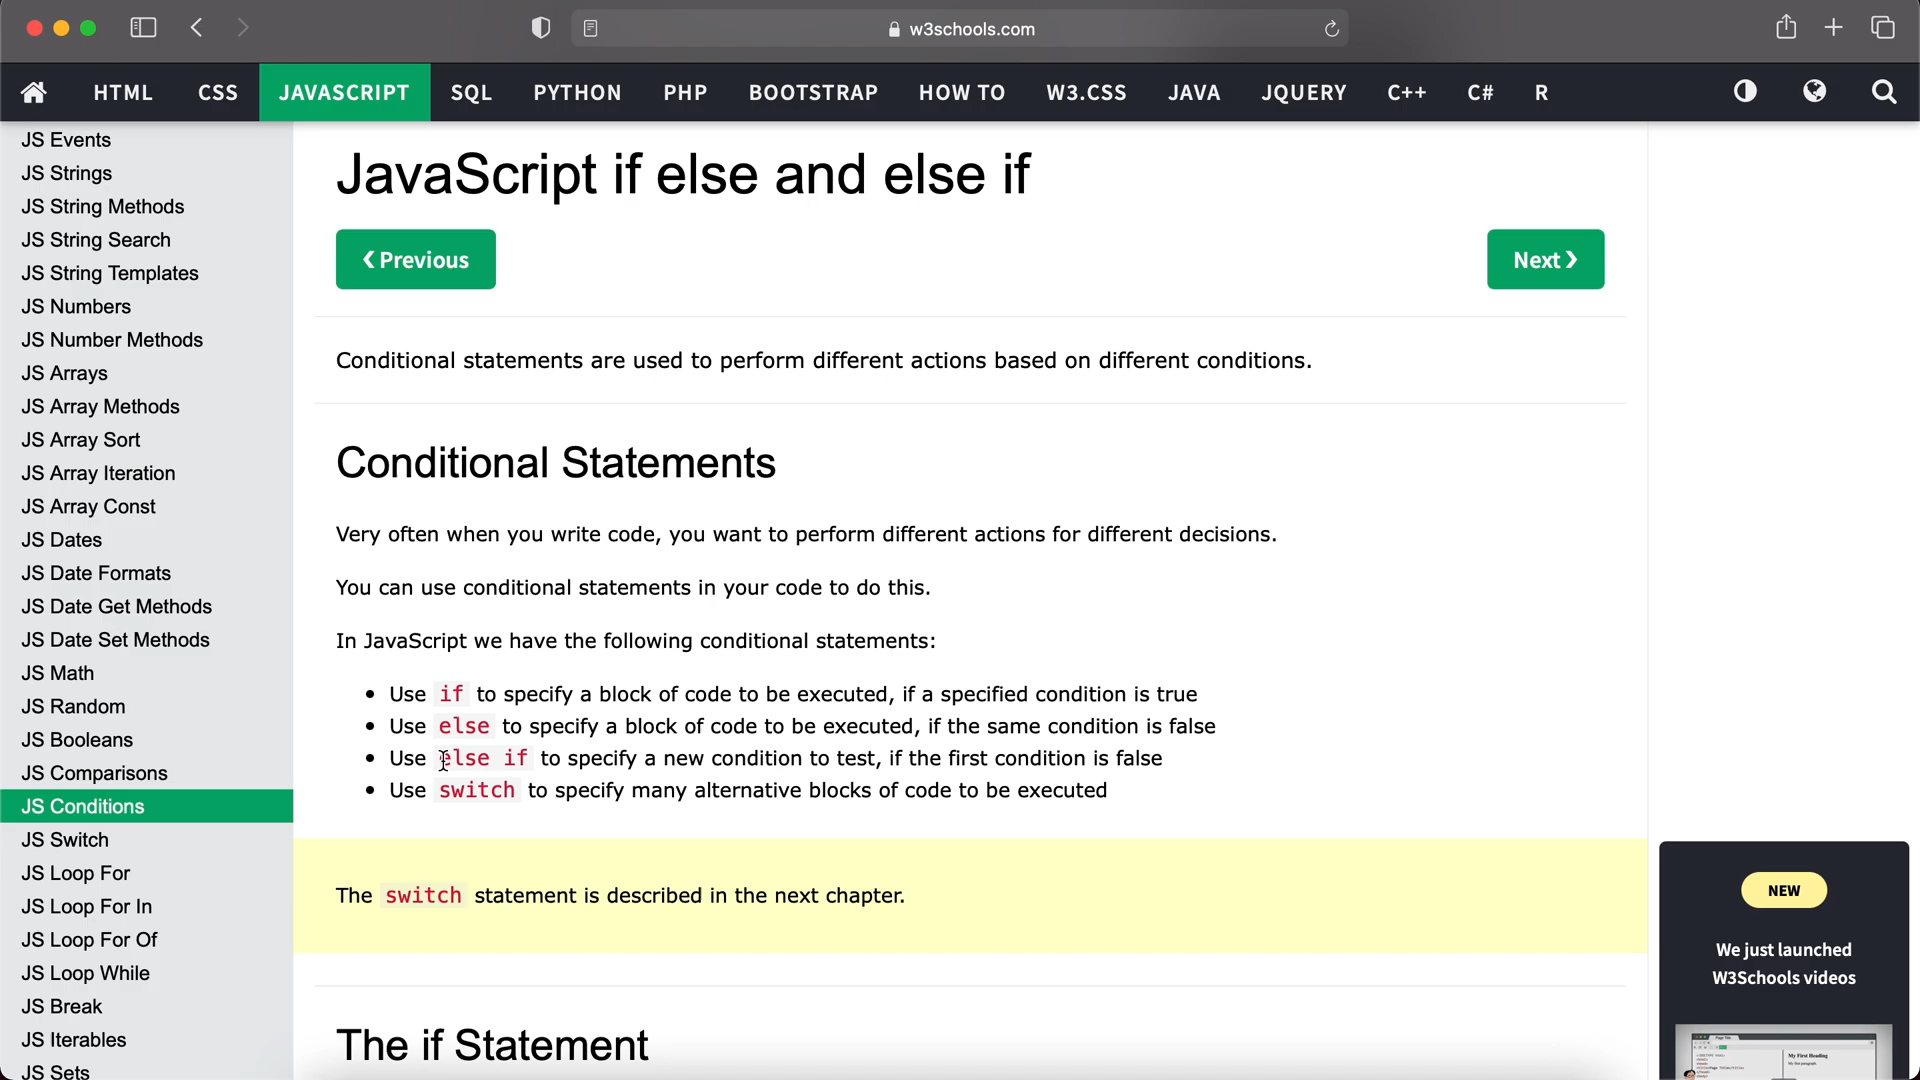 w3schools.com
HTML CSS JAVASCRIPT SQL PYTHON PHP BOOTSTRAP HOW TO W3.CSS JAVA JQUERY C++ C# R
JS Events
JS Strings
JS String Methods
JS String Search
JS String Templates
JS Numbers
JS Number Methods
JS Arrays
JS Array Methods
JS Array Sort
JS Array Iteration
JS Array Const
JS Dates
JS Date Formats
JS Date Get Methods
JS Date Set Methods
JS Math
JS Random
JS Booleans
JS Comparisons
JS Conditions
JS Switch
JS Loop For
JS Loop For In
JS Loop For Of
JS Loop While
JS Break
JS Iterables
JS Sets
JavaScript if else and else if
❮ Previous
Next ❯
Conditional statements are used to perform different actions based on different conditions.
Conditional Statements
Very often when you write code, you want to perform different actions for different decisions.
You can use conditional statements in your code to do this.
In JavaScript we have the following conditional statements:
• Use if to specify a block of code to be executed, if a specified condition is true
• Use else to specify a block of code to be executed, if the same condition is false
• Use else if to specify a new condition to test, if the first condition is false
• Use switch to specify many alternative blocks of code to be executed
The switch statement is described in the next chapter.
The if Statement
NEW
We just launched
W3Schools videos
My First Heading